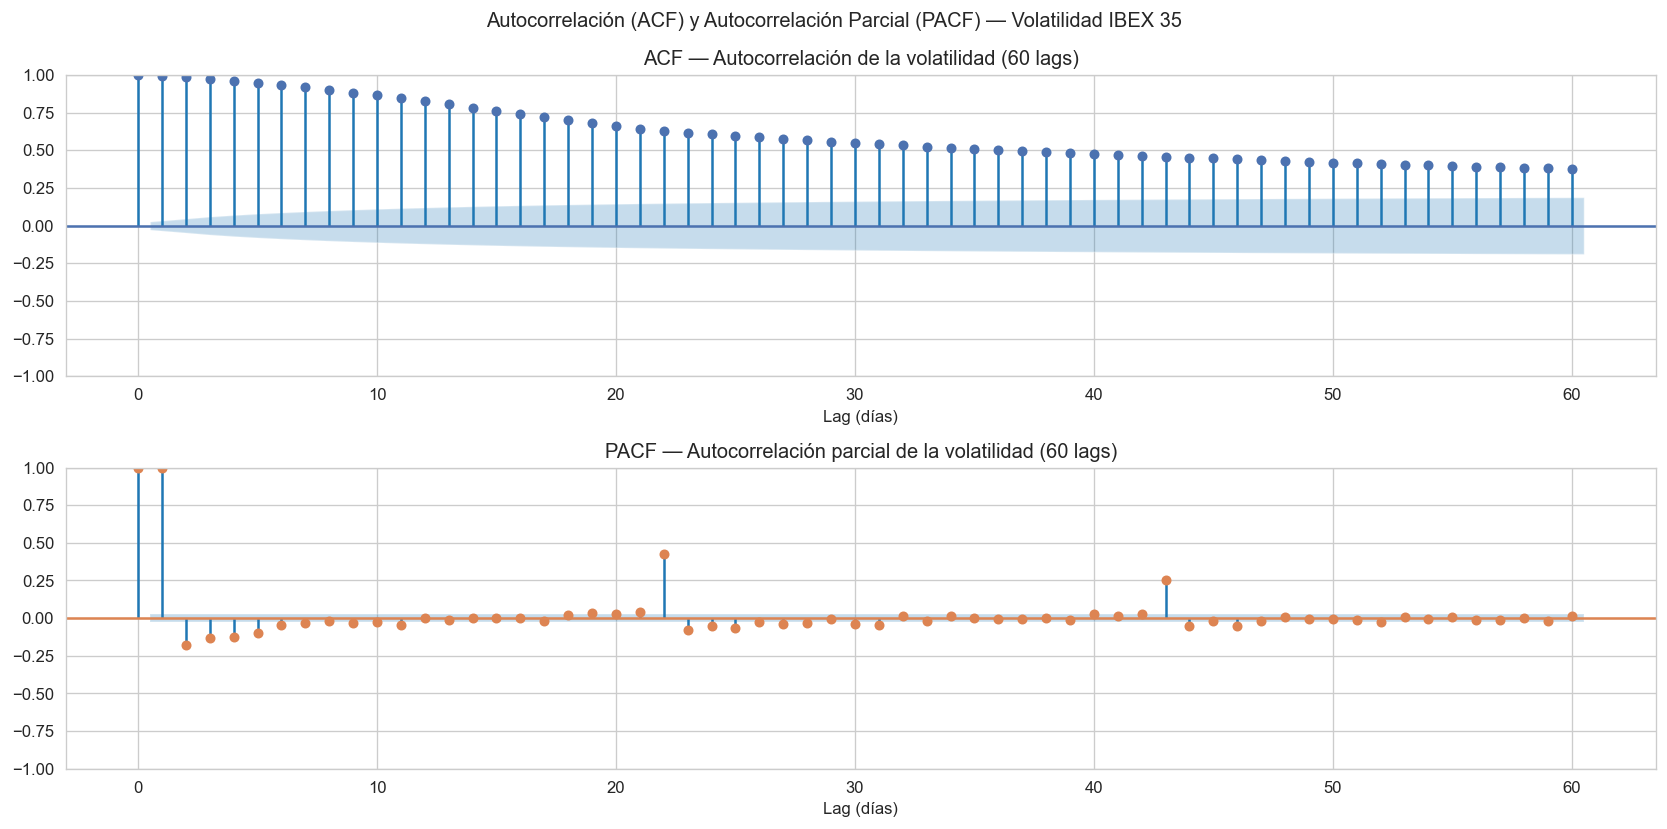 Autocorrelación (ACF) y Autocorrelación Parcial (PACF) — Volatilidad IBEX 35
ACF — Autocorrelación de la volatilidad (60 lags)
1.00
0.75
0.50
0.25
0.00
−0.25
−0.50
−0.75
−1.00
0 10 20 30 40 50 60
Lag (días)
PACF — Autocorrelación parcial de la volatilidad (60 lags)
1.00
0.75
0.50
0.25
0.00
−0.25
−0.50
−0.75
−1.00
0 10 20 30 40 50 60
Lag (días)